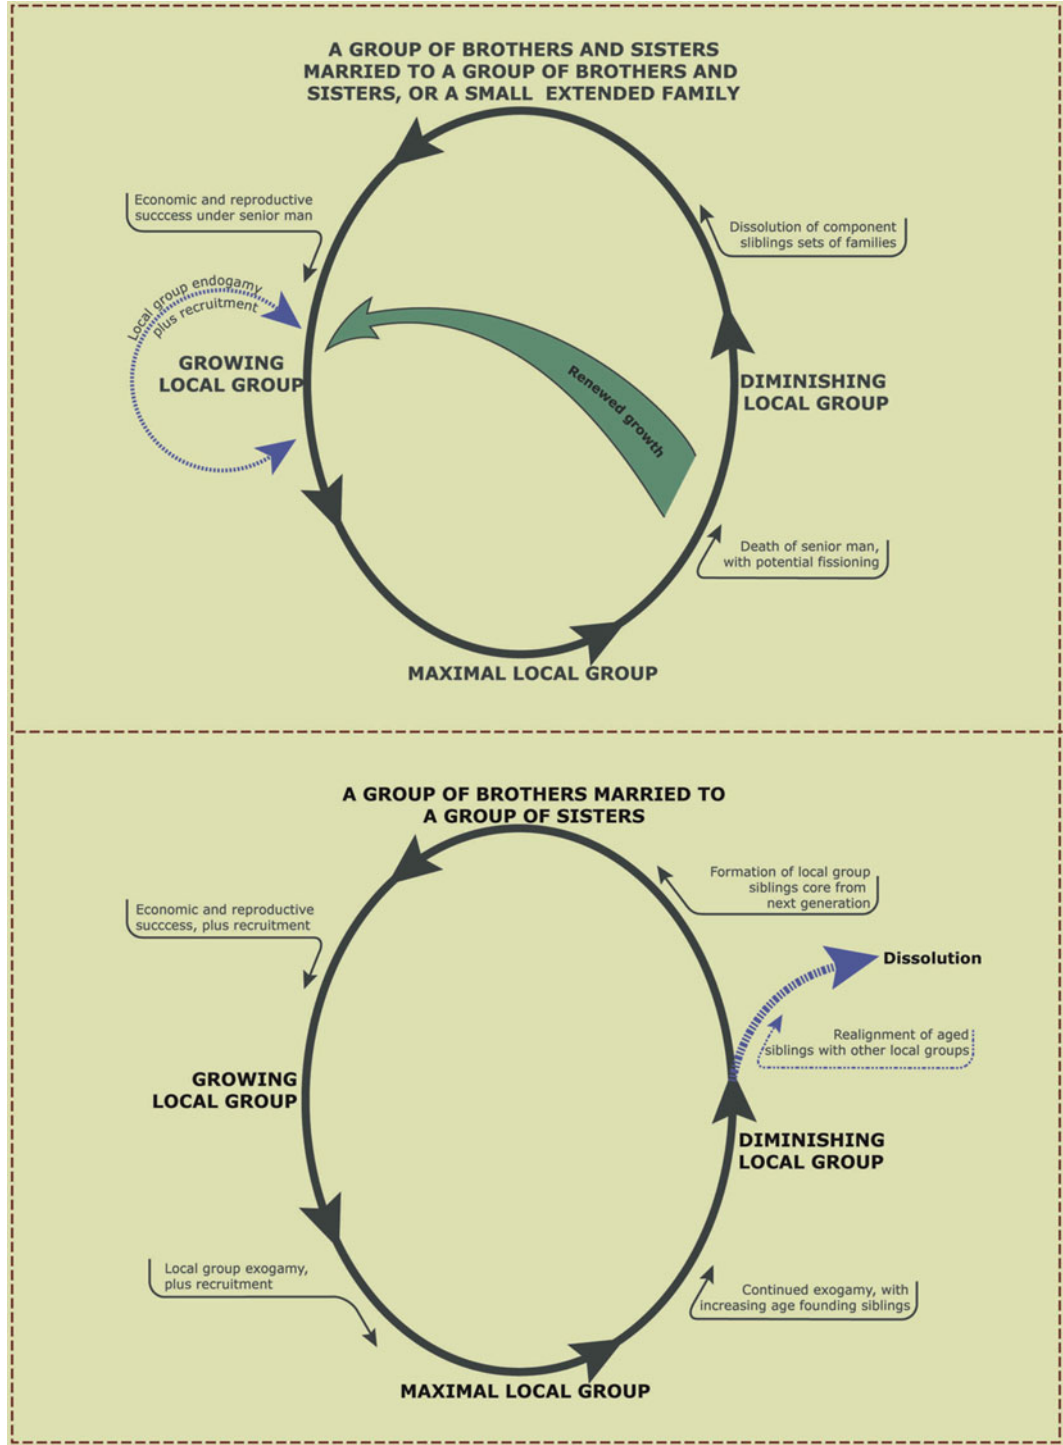 A GROUP OF BROTHERS AND SISTERS
MARRIED TO A GROUP OF BROTHERS AND
SISTERS, OR A SMALL EXTENDED FAMILY
Economic and reproductive
succcess under senior man
Dissolution of component
sliblings sets of families
Local group endogamy
plus recruitment
GROWING
LOCAL GROUP
Renewed growth
DIMINISHING
LOCAL GROUP
Death of senior man,
with potential fissioning
MAXIMAL LOCAL GROUP
A GROUP OF BROTHERS MARRIED TO
A GROUP OF SISTERS
Formation of local group
siblings core from
next generation
Economic and reproductive
succcess, plus recruitment
Dissolution
Realignment of aged
siblings with other local groups
GROWING
LOCAL GROUP
DIMINISHING
LOCAL GROUP
Local group exogamy,
plus recruitment
Continued exogamy, with
increasing age founding siblings
MAXIMAL LOCAL GROUP